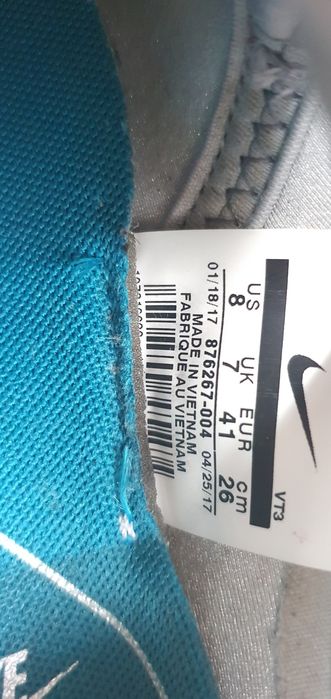 VT3
US UK EUR cm
8 7 41 26
01/18/17 876267-004 04/25/17
MADE IN VIETNAM
FABRIQUE AU VIETNAM